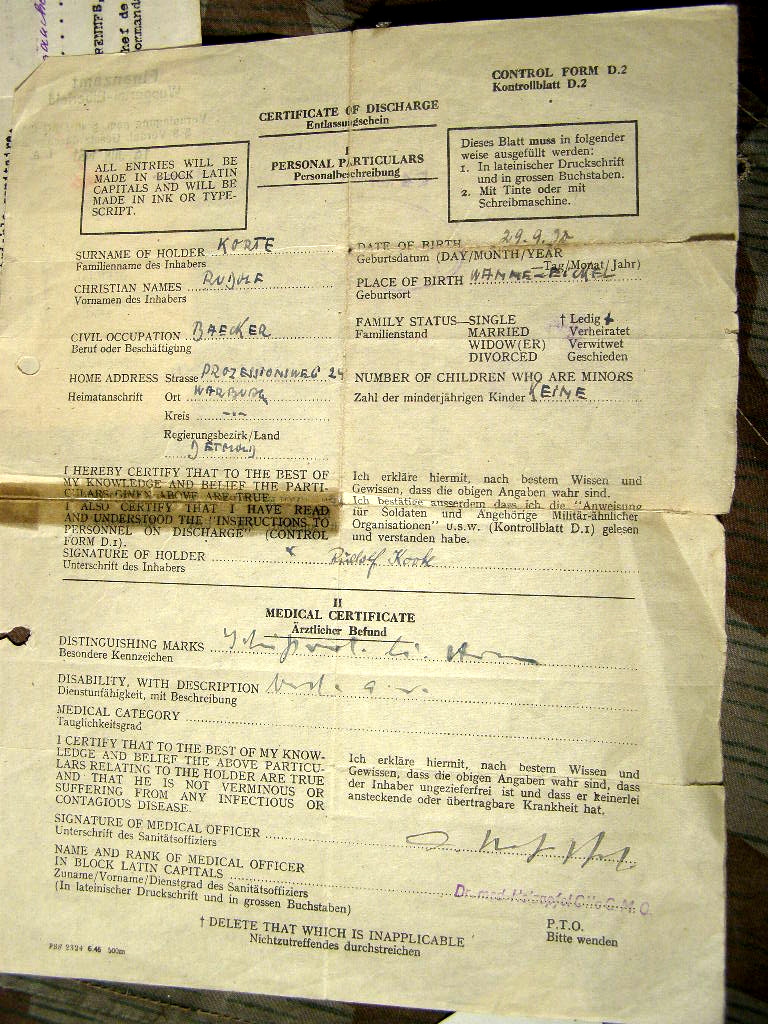 CONTROL FORM D.2
Kontrollblatt D.2
CERTIFICATE OF DISCHARGE
Entlassungschein
I
PERSONAL PARTICULARS
Personalbeschreibung
ALL ENTRIES WILL BE
MADE IN BLOCK LATIN
CAPITALS AND WILL BE
MADE IN INK OR TYPE-
SCRIPT.
Dieses Blatt muss in folgender
weise ausgefüllt werden:
1. In lateinischer Druckschrift
und in grossen Buchstaben.
2. Mit Tinte oder mit
Schreibmaschine.
SURNAME OF HOLDER KORTE
Familienname des Inhabers
CHRISTIAN NAMES RUDOLF
Vornamen des Inhabers
CIVIL OCCUPATION BAECKER
Beruf oder Beschäftigung
HOME ADDRESS Strasse PROZESSIONSWEG 24
Heimatanschrift Ort WARBURG
Kreis -·-
Regierungsbezirk/Land
DETMOLD
DATE OF BIRTH 29.9.
Geburtsdatum (DAY/MONTH/YEAR
Tag/Monat/Jahr)
PLACE OF BIRTH WANNE-EICKEL
Geburtsort
FAMILY STATUS—SINGLE † Ledig
Familienstand MARRIED Verheiratet
WIDOW(ER) Verwitwet
DIVORCED Geschieden
NUMBER OF CHILDREN WHO ARE MINORS
Zahl der minderjährigen Kinder KEINE
I HEREBY CERTIFY THAT TO THE BEST OF
MY KNOWLEDGE AND BELIEF THE PARTI-
CULARS GIVEN ABOVE ARE TRUE.
I ALSO CERTIFY THAT I HAVE READ
AND UNDERSTOOD THE "INSTRUCTIONS TO
PERSONNEL ON DISCHARGE" (CONTROL
FORM D.1).
Ich erkläre hiermit, nach bestem Wissen und
Gewissen, dass die obigen Angaben wahr sind.
Ich bestätige ausserdem dass ich die "Anweisung
für Soldaten und Angehörige Militär-ähnlicher
Organisationen" u.s.w. (Kontrollblatt D.1) gelesen
und verstanden habe.
SIGNATURE OF HOLDER x Rudolf Korte
Unterschrift des Inhabers
II
MEDICAL CERTIFICATE
Ärztlicher Befund
DISTINGUISHING MARKS
Besondere Kennzeichen
DISABILITY, WITH DESCRIPTION
Dienstunfähigkeit, mit Beschreibung
MEDICAL CATEGORY
Tauglichkeitsgrad
I CERTIFY THAT TO THE BEST OF MY KNOW-
LEDGE AND BELIEF THE ABOVE PARTICU-
LARS RELATING TO THE HOLDER ARE TRUE
AND THAT HE IS NOT VERMINOUS OR
SUFFERING FROM ANY INFECTIOUS OR
CONTAGIOUS DISEASE.
Ich erkläre hiermit, nach bestem Wissen und
Gewissen, dass die obigen Angaben wahr sind, dass
der Inhaber ungezieferfrei ist und dass er keinerlei
ansteckende oder übertragbare Krankheit hat.
SIGNATURE OF MEDICAL OFFICER
Unterschrift des Sanitätsoffiziers
NAME AND RANK OF MEDICAL OFFICER
IN BLOCK LATIN CAPITALS
Zuname/Vorname/Dienstgrad des Sanitätsoffiziers
(In lateinischer Druckschrift und in grossen Buchstaben)
Dr. med.
† DELETE THAT WHICH IS INAPPLICABLE
Nichtzutreffendes durchstreichen
P.T.O.
Bitte wenden
6.45 500m